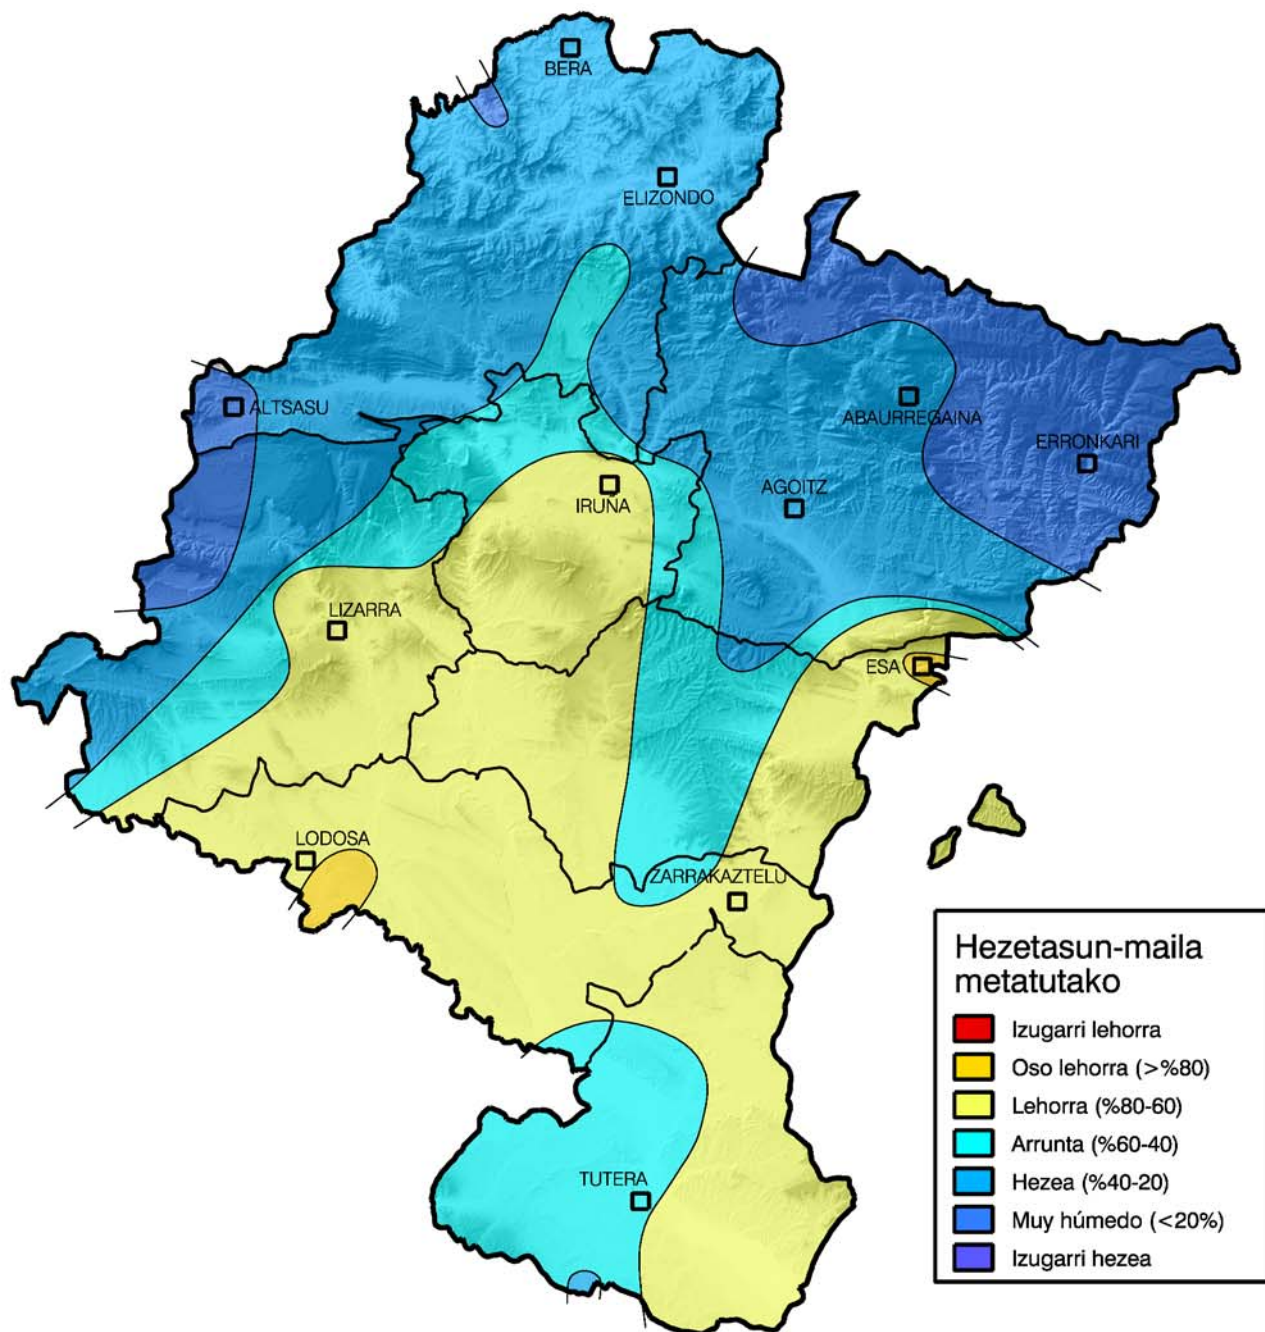 BERA
ELIZONDO
ALTSASU
ABAURREGAINA
ERRONKARI
IRUÑA
AGOITZ
LIZARRA
ESA
LODOSA
ZARRAKAZTELU
TUTERA
Hezetasun-maila
metatutako
Izugarri lehorra
Oso lehorra (>%80)
Lehorra (%80-60)
Arrunta (%60-40)
Hezea (%40-20)
Muy húmedo (<20%)
Izugarri hezea